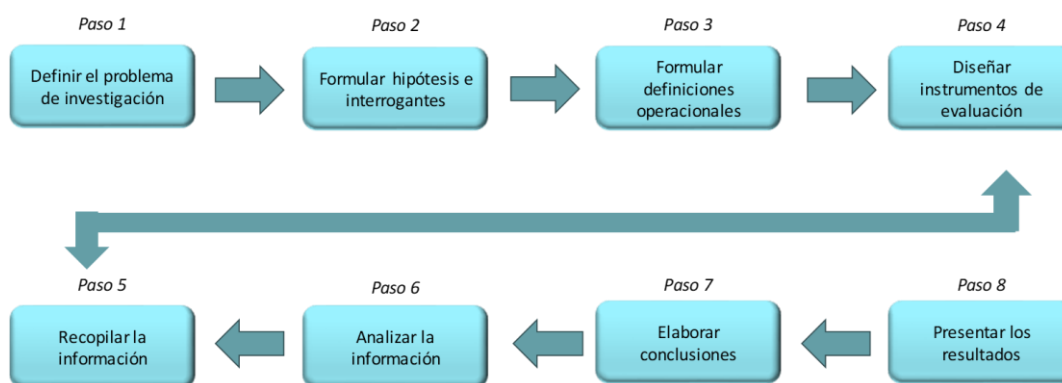 Paso 1
Definir el problema
de investigación
Paso 2
Formular hipótesis e
interrogantes
Paso 3
Formular
definiciones
operacionales
Paso 4
Diseñar
instrumentos de
evaluación
Paso 5
Recopilar la
información
Paso 6
Analizar la
información
Paso 7
Elaborar
conclusiones
Paso 8
Presentar los
resultados